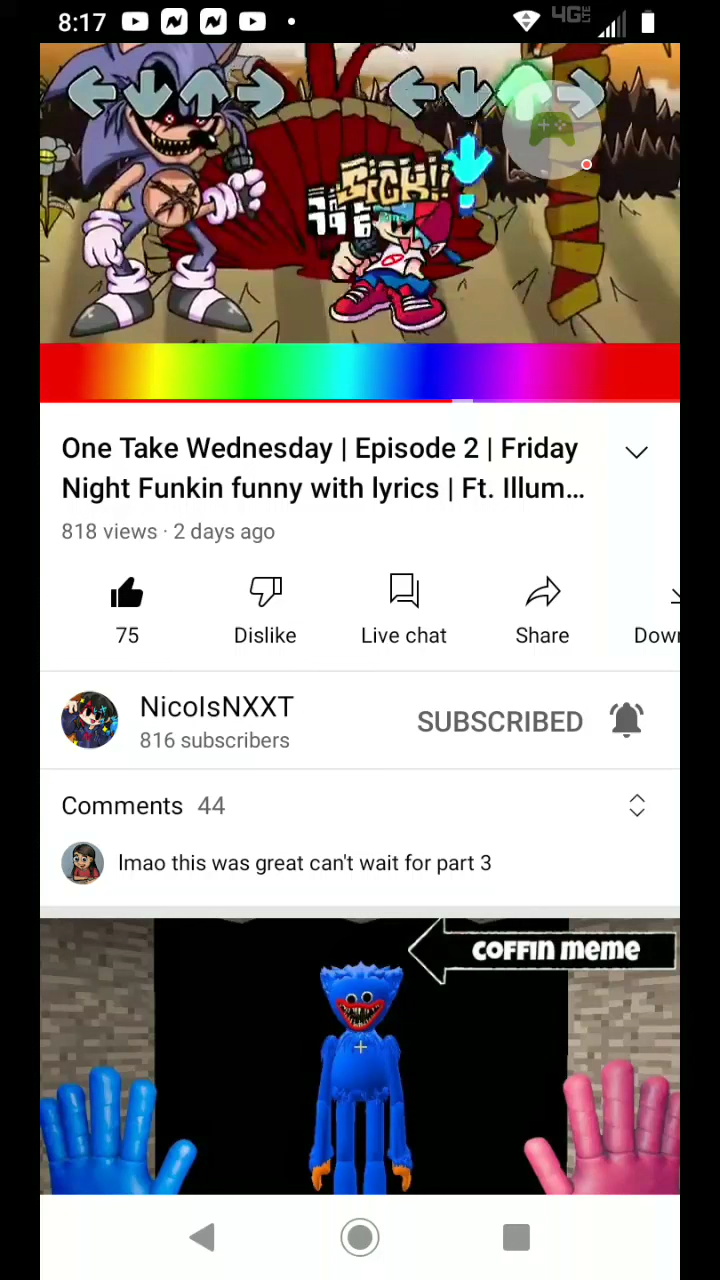 8:17
4G LTE
SICK!!
One Take Wednesday | Episode 2 | Friday
Night Funkin funny with lyrics | Ft. Illum...
818 views · 2 days ago
75
Dislike
Live chat
Share
Down
NicoIsNXXT
816 subscribers
SUBSCRIBED
Comments 44
lmao this was great can't wait for part 3
COFFIN MEME